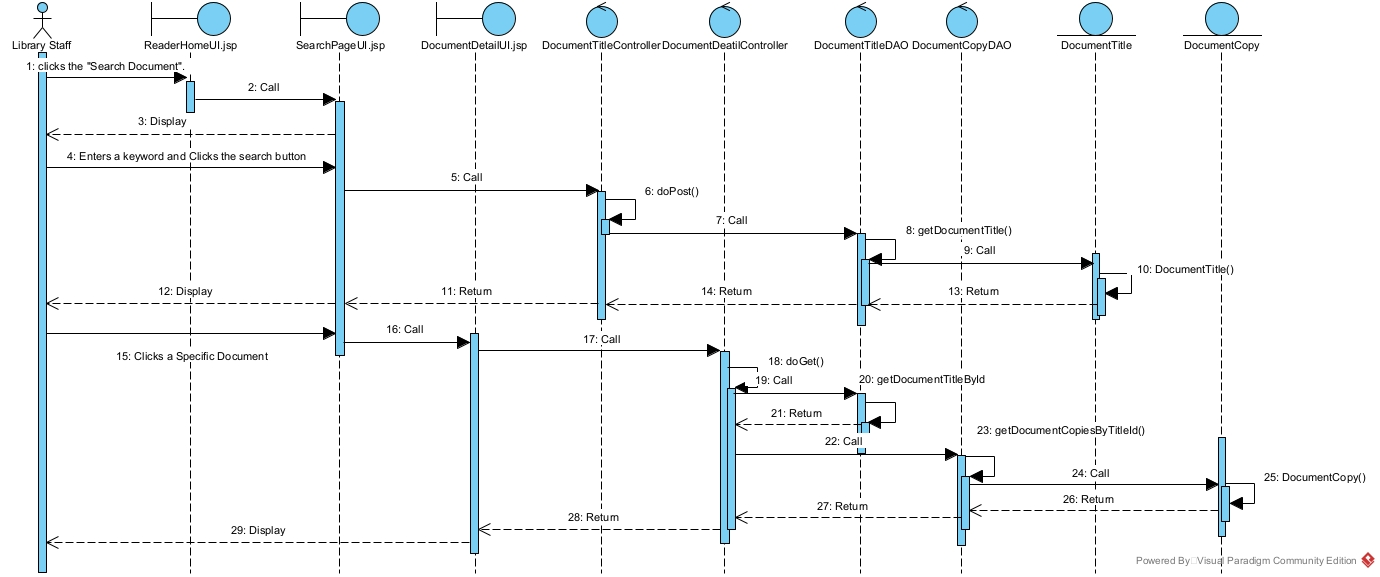 Library Staff
ReaderHomeUI.jsp
SearchPageUI.jsp
DocumentDetailUI.jsp
DocumentTitleController
DocumentDeatilController
DocumentTitleDAO
DocumentCopyDAO
DocumentTitle
DocumentCopy
1: clicks the "Search Document".
2: Call
3: Display
4: Enters a keyword and Clicks the search button
5: Call
6: doPost()
7: Call
8: getDocumentTitle()
9: Call
10: DocumentTitle()
12: Display
11: Return
14: Return
13: Return
16: Call
17: Call
15: Clicks a Specific Document
18: doGet()
19: Call
20: getDocumentTitleById
21: Return
22: Call
23: getDocumentCopiesByTitleId()
24: Call
25: DocumentCopy()
26: Return
27: Return
28: Return
29: Display
Powered By Visual Paradigm Community Edition